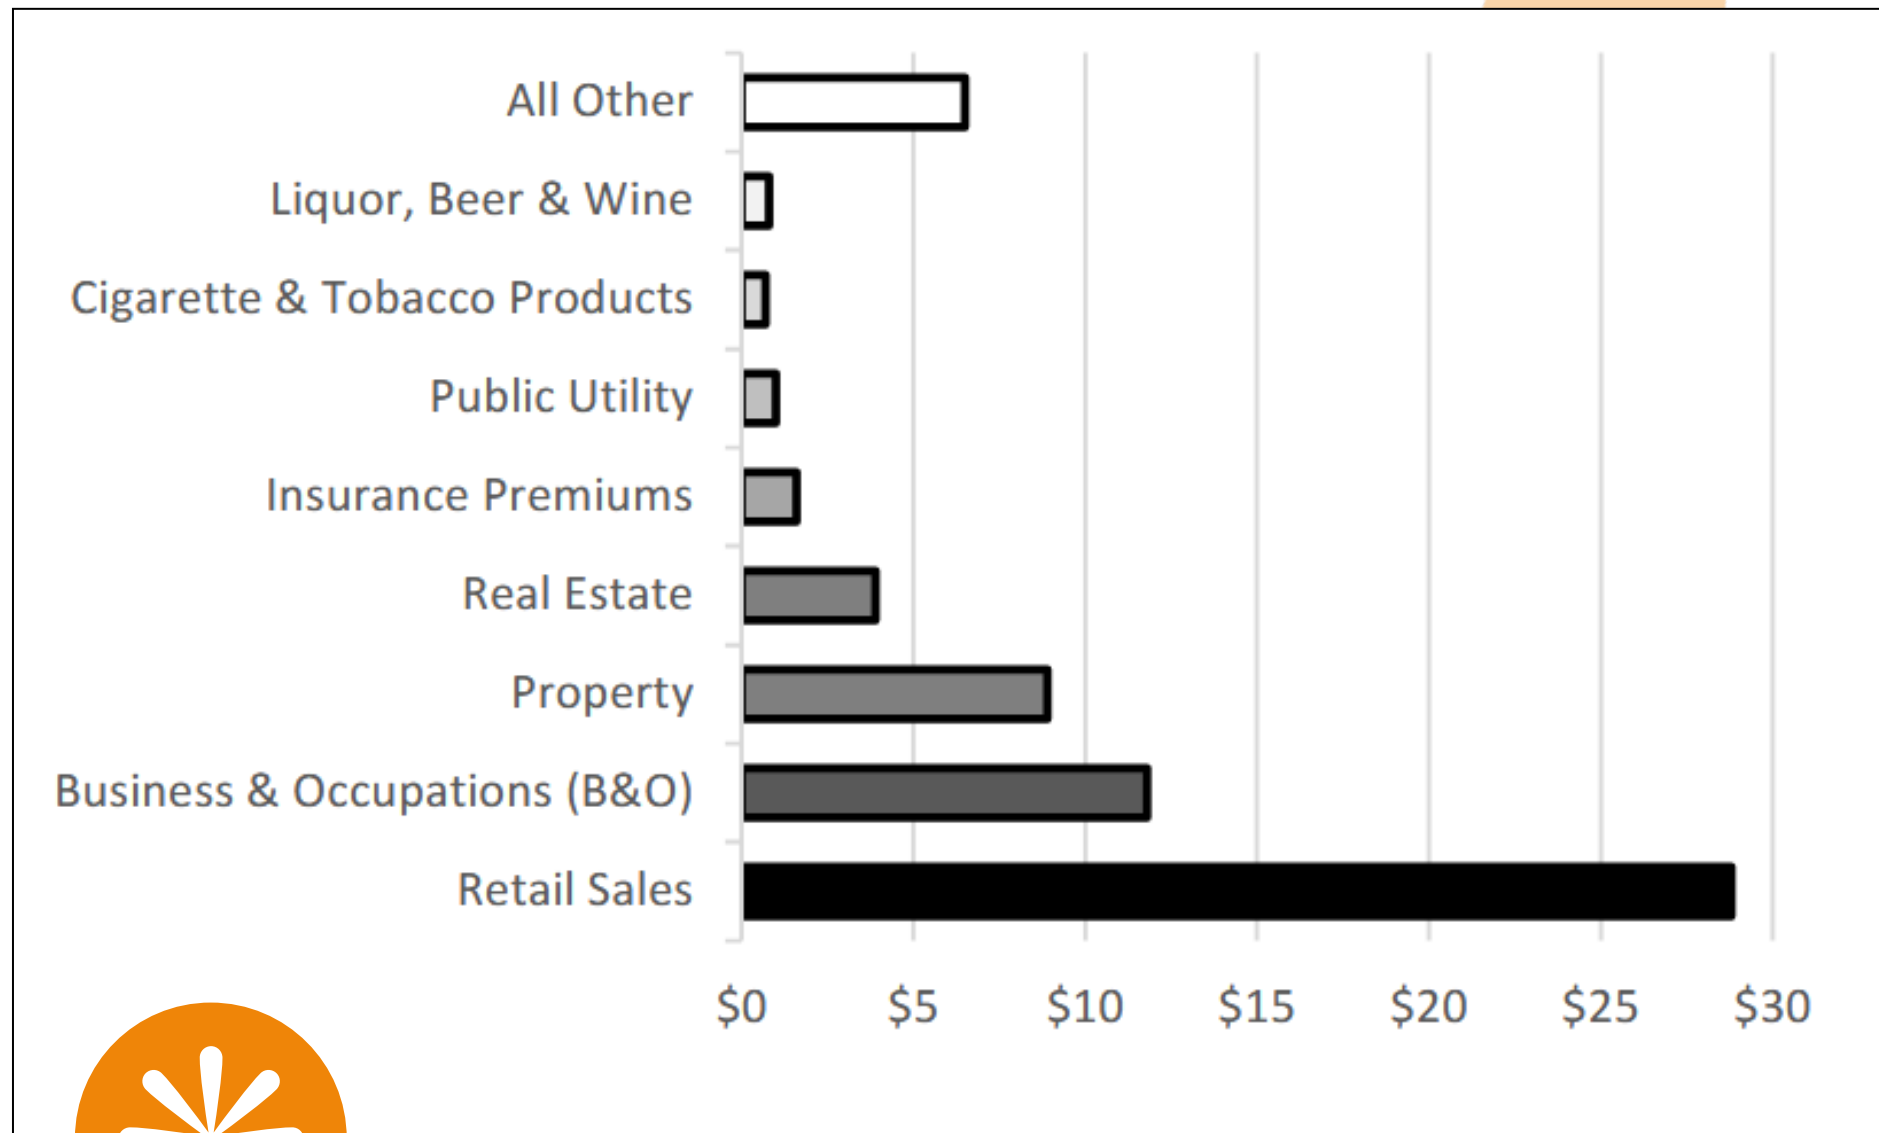 All Other
Liquor, Beer & Wine
Cigarette & Tobacco Products
Public Utility
Insurance Premiums
Real Estate
Property
Business & Occupations (B&O)
Retail Sales
$0 $5 $10 $15 $20 $25 $30